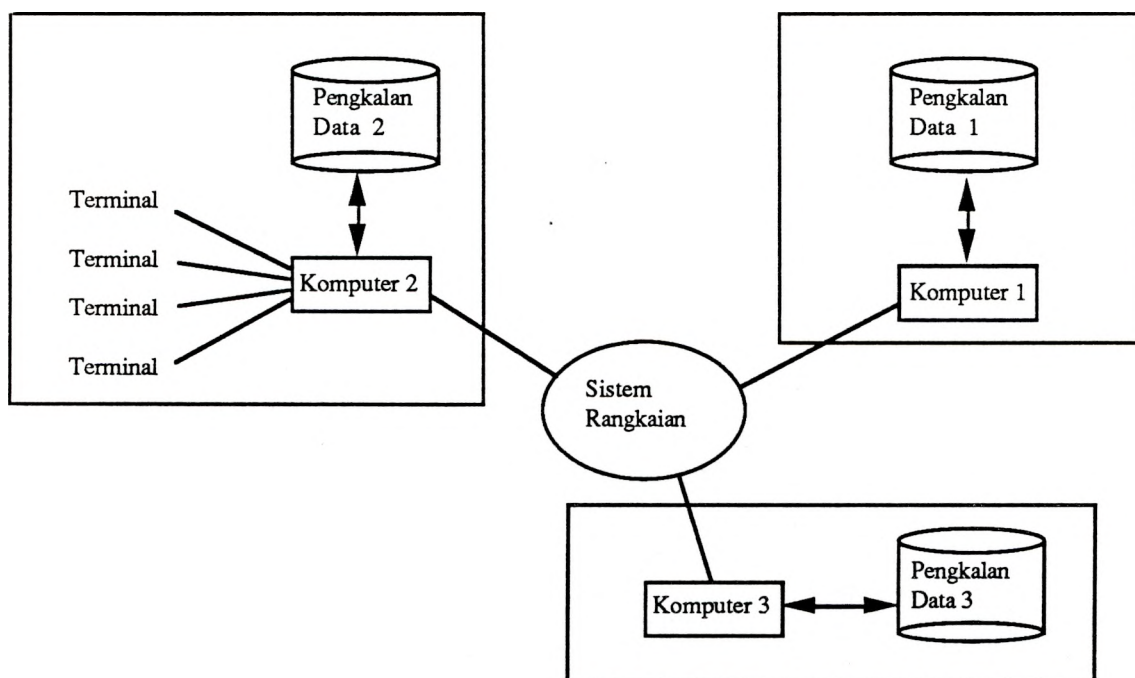 Pengkalan
Data 2
Terminal
Terminal
Terminal
Terminal
Komputer 2
Pengkalan
Data 1
Komputer 1
Sistem
Rangkaian
Komputer 3
Pengkalan
Data 3